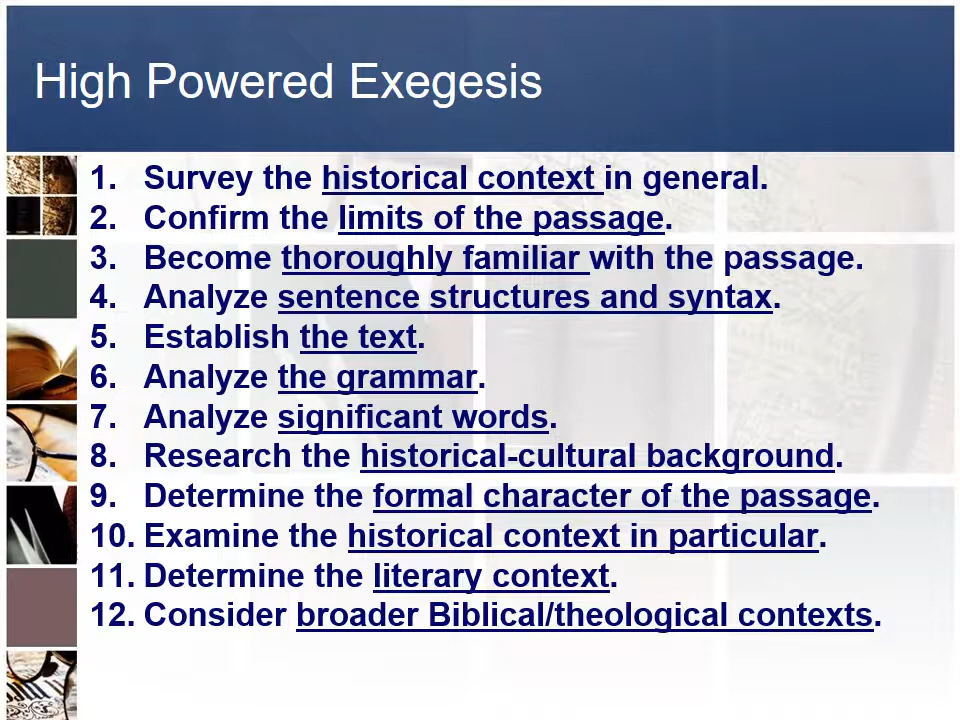 High Powered Exegesis
1. Survey the historical context in general.
2. Confirm the limits of the passage.
3. Become thoroughly familiar with the passage.
4. Analyze sentence structures and syntax.
5. Establish the text.
6. Analyze the grammar.
7. Analyze significant words.
8. Research the historical-cultural background.
9. Determine the formal character of the passage.
10. Examine the historical context in particular.
11. Determine the literary context.
12. Consider broader Biblical/theological contexts.